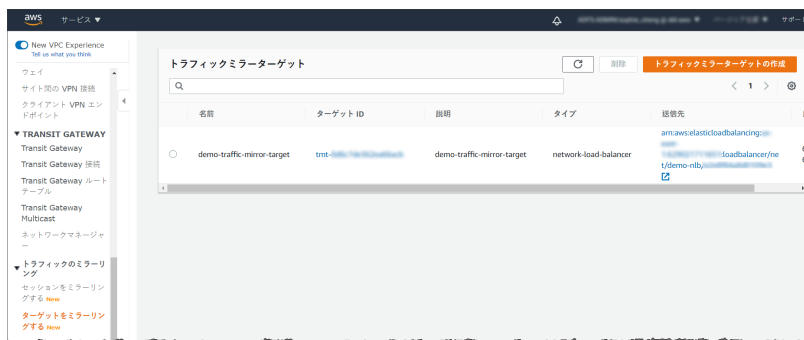 aws
サービス ▼
サポー
New VPC Experience
Tell us what you think
ウェイ
サイト間の VPN 接続
クライアント VPN エン
ドポイント
▼ TRANSIT GATEWAY
Transit Gateway
Transit Gateway 接続
Transit Gateway ルート
テーブル
Transit Gateway
Multicast
ネットワークマネージャ
ー
▼ トラフィックのミラーリ
ング
セッションをミラーリン
グする New
ターゲットをミラーリン
グする New
トラフィックミラーターゲット
削除
トラフィックミラーターゲットの作成
< 1 >
名前
ターゲット ID
説明
タイプ
送信先
demo-traffic-mirror-target
tmt-
demo-traffic-mirror-target
network-load-balancer
arn:aws:elasticloadbalancing:
:loadbalancer/ne
t/demo-nlb,